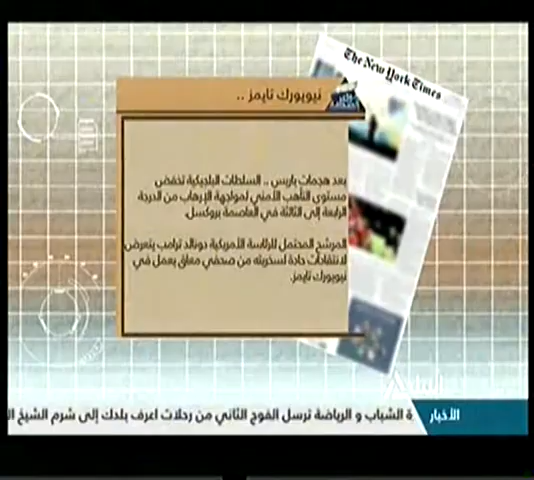 The New York Times
نيويورك تايمز ..
بعد هجمات باريس .. السلطات البلجيكية تخفض
مستوى التأهب الأمني لمواجهة الإرهاب من الدرجة
الرابعة إلى الثالثة في العاصمة بروكسل.
المرشح المحتمل للرئاسة الأمريكية دونالد ترامب يتعرض
لانتقادات حادة لسخريته من صحفي معاق يعمل في
نيويورك تايمز.
الأخبار
ة الشباب و الرياضة ترسل الفوج الثاني من رحلات اعرف بلدك إلى شرم الشيخ ال